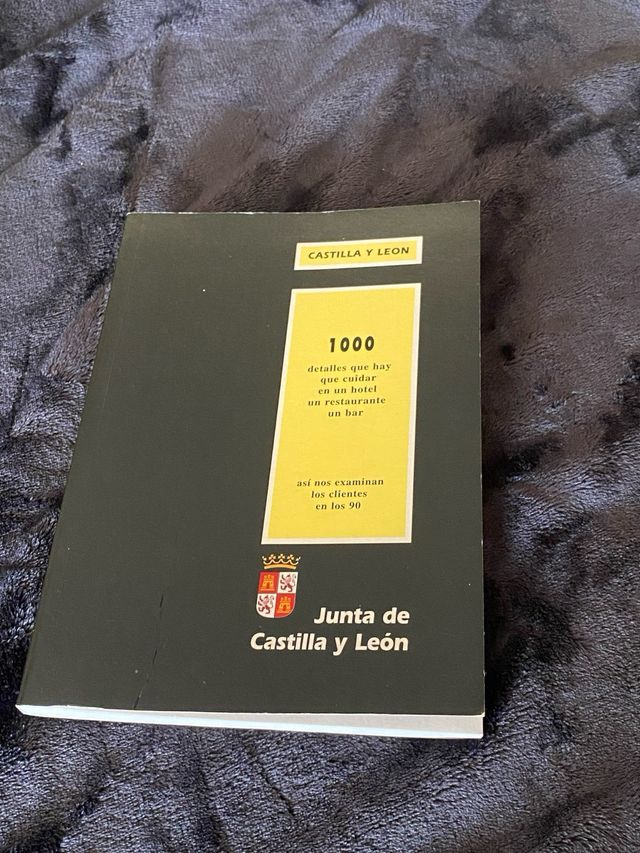 CASTILLA Y LEON
1000
detalles que hay
que cuidar
en un hotel
un restaurante
un bar
así nos examinan
los clientes
en los 90
Junta de
Castilla y León